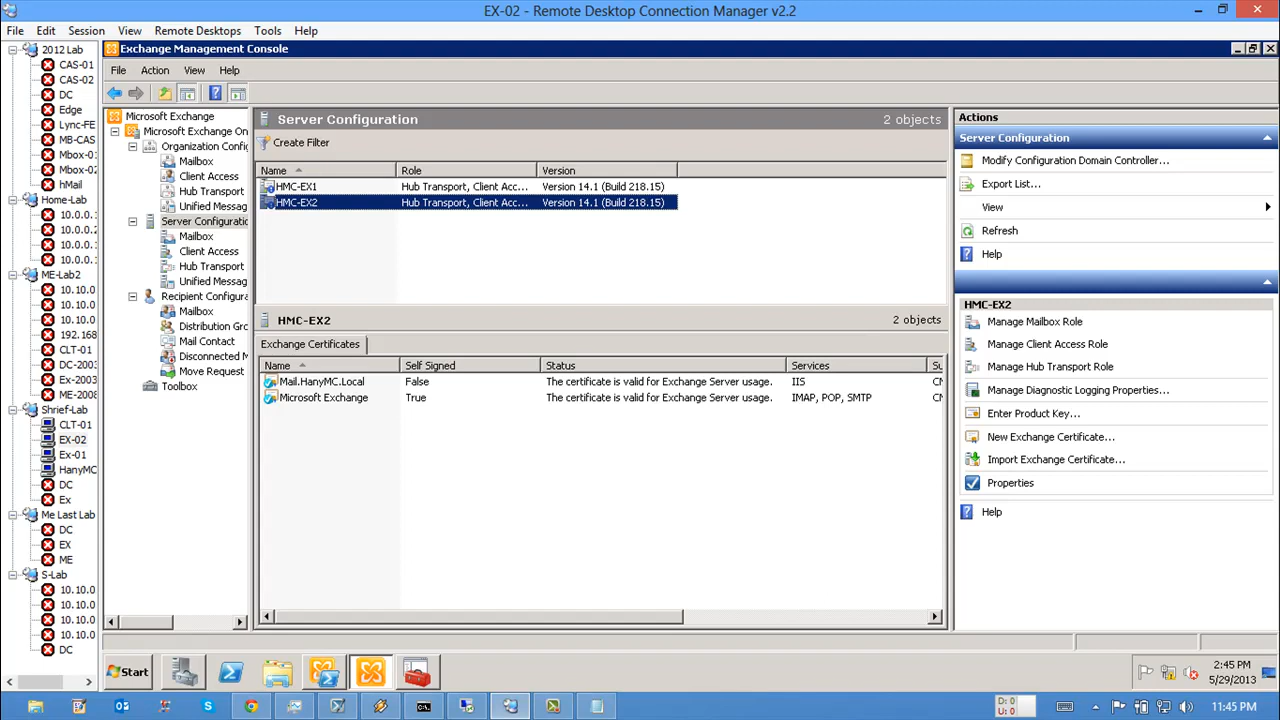 EX-02 - Remote Desktop Connection Manager v2.2
File Edit Session View Remote Desktops Tools Help
2012 Lab
CAS-01
CAS-02
DC
Edge
Lync-FE
MB-CAS
Mbox-0
Mbox-02
hMail
Home-Lab
10.0.0.
10.0.0.2
10.0.0.
10.0.0.
ME-Lab2
10.10.0
10.10.0
10.10.0
192.168
CLT-01
DC-2003
Ex-2003
ME-2008
Shrief-Lab
CLT-01
EX-02
Ex-01
HanyMC
DC
Ex
Me Last Lab
DC
EX
ME
S-Lab
10.10.0
10.10.0
10.10.0
10.10.0
DC
Exchange Management Console
File Action View Help
Microsoft Exchange
Microsoft Exchange On
Organization Config
Mailbox
Client Access
Hub Transport
Unified Messag
Server Configuratio
Mailbox
Client Access
Hub Transport
Unified Messag
Recipient Configura
Mailbox
Distribution Gro
Mail Contact
Disconnected M
Move Request
Toolbox
Server Configuration 2 objects
Create Filter
Name Role Version
HMC-EX1 Hub Transport, Client Acc... Version 14.1 (Build 218.15)
HMC-EX2 Hub Transport, Client Acc... Version 14.1 (Build 218.15)
HMC-EX2 2 objects
Exchange Certificates
Name Self Signed Status Services Su
Mail.HanyMC.Local False The certificate is valid for Exchange Server usage. IIS CN
Microsoft Exchange True The certificate is valid for Exchange Server usage. IMAP, POP, SMTP CN
Actions
Server Configuration
Modify Configuration Domain Controller...
Export List...
View
Refresh
Help
HMC-EX2
Manage Mailbox Role
Manage Client Access Role
Manage Hub Transport Role
Manage Diagnostic Logging Properties...
Enter Product Key...
New Exchange Certificate...
Import Exchange Certificate...
Properties
Help
Start
2:45 PM
5/29/2013
D: 0
U: 0
11:45 PM